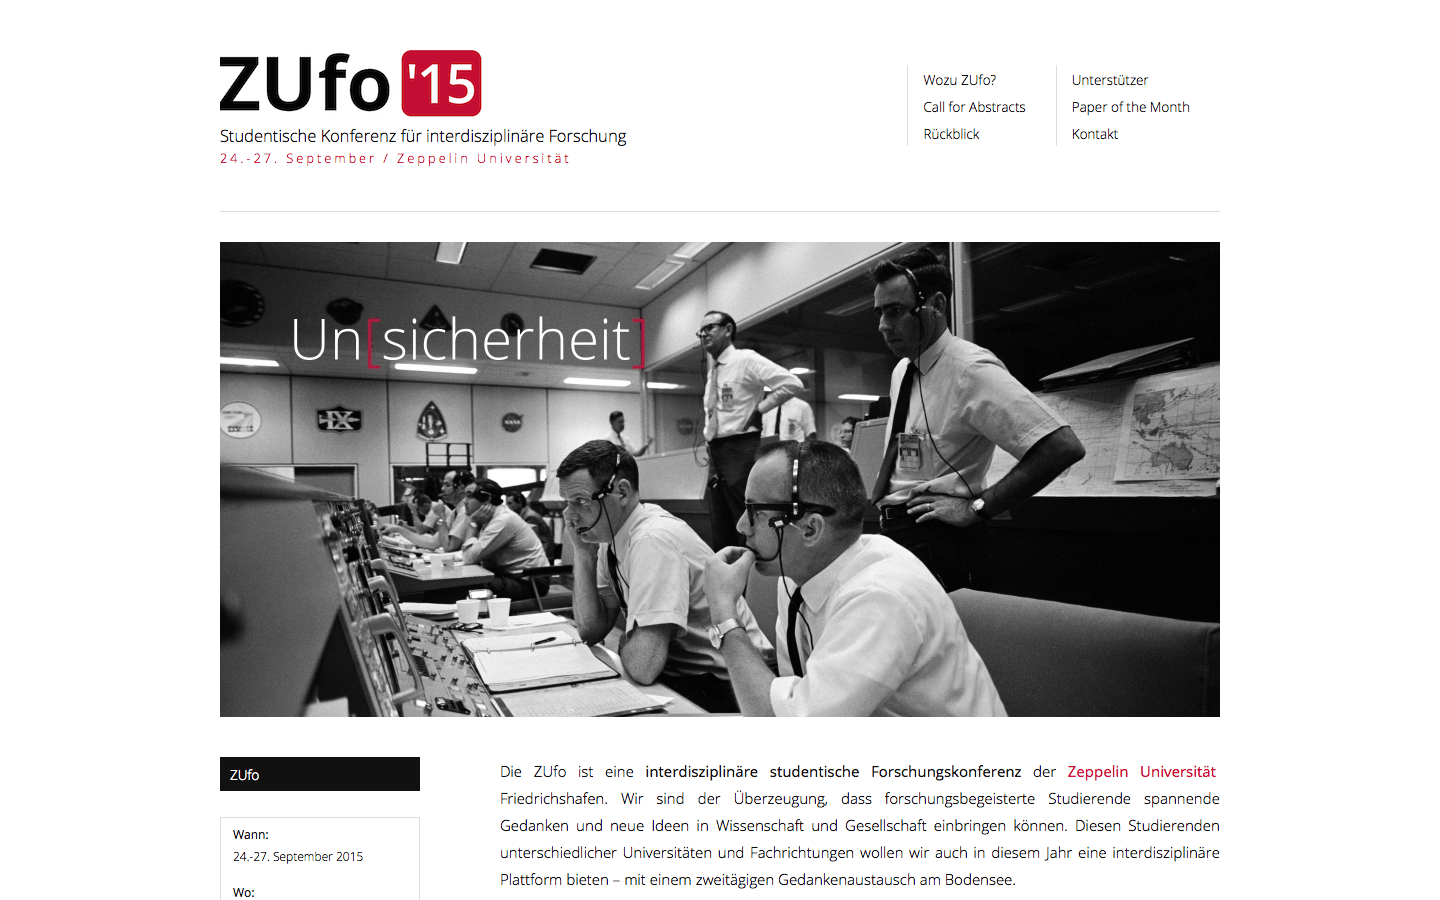 ZUfo '15
Studentische Konferenz für interdisziplinäre Forschung
24.-27. September / Zeppelin Universität
Wozu ZUfo?
Call for Abstracts
Rückblick
Unterstützer
Paper of the Month
Kontakt
Un[sicherheit]
IX
NASA
ZUfo
Wann:
24.-27. September 2015
Wo:
Die ZUfo ist eine interdisziplinäre studentische Forschungskonferenz der Zeppelin Universität
Friedrichshafen. Wir sind der Überzeugung, dass forschungsbegeisterte Studierende spannende
Gedanken und neue Ideen in Wissenschaft und Gesellschaft einbringen können. Diesen Studierenden
unterschiedlicher Universitäten und Fachrichtungen wollen wir auch in diesem Jahr eine interdisziplinäre
Plattform bieten – mit einem zweitägigen Gedankenaustausch am Bodensee.